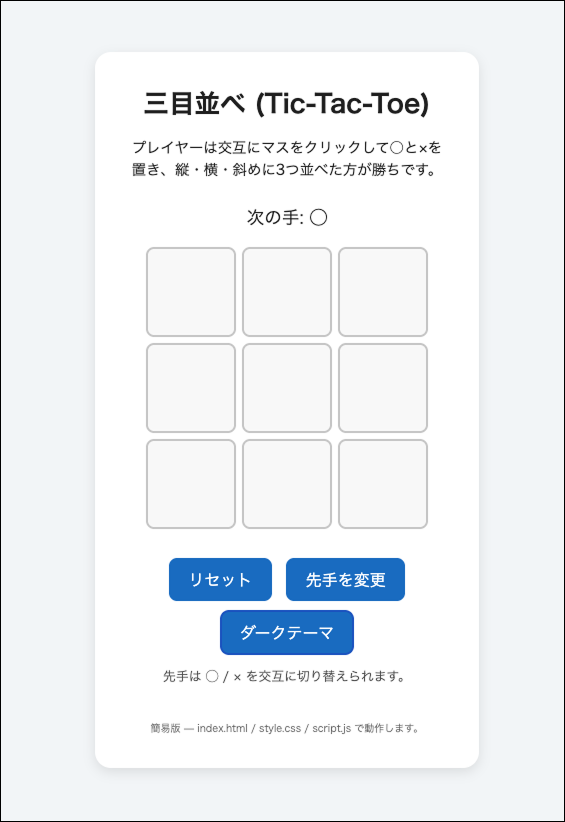 三目並べ (Tic-Tac-Toe)
プレイヤーは交互にマスをクリックして○と×を
置き、縦・横・斜めに3つ並べた方が勝ちです。
次の手: ○
リセット 先手を変更
ダークテーマ
先手は ○ / × を交互に切り替えられます。
簡易版 — index.html / style.css / script.js で動作します。